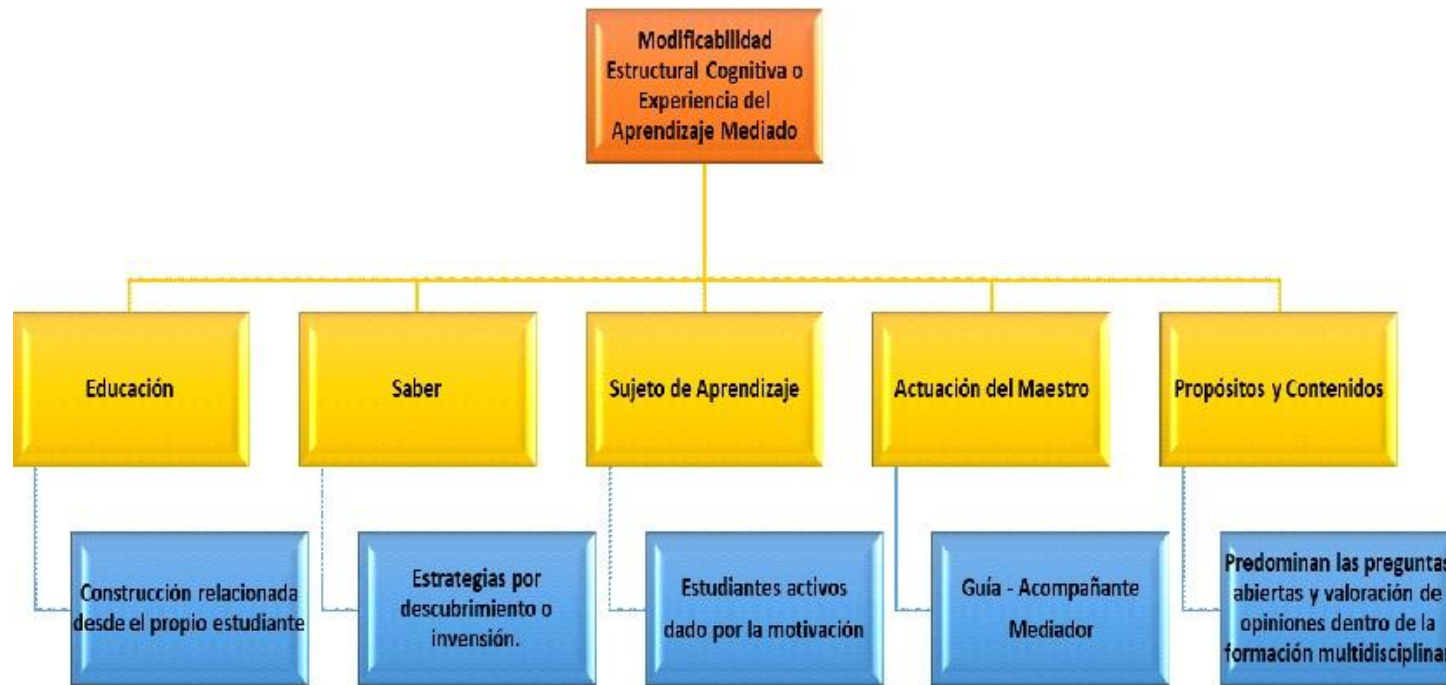 Modificabilidad
Estructural Cognitiva o
Experiencia del
Aprendizaje Mediado
Educación
Saber
Sujeto de Aprendizaje
Actuación del Maestro
Propósitos y Contenidos
Construcción relacionada
desde el propio estudiante
Estrategias por
descubrimiento o
invención.
Estudiantes activos
dado por la motivación
Guía - Acompañante
Mediador
Predominan las preguntas
abiertas y valoración de
opiniones dentro de la
formación multidisciplinar